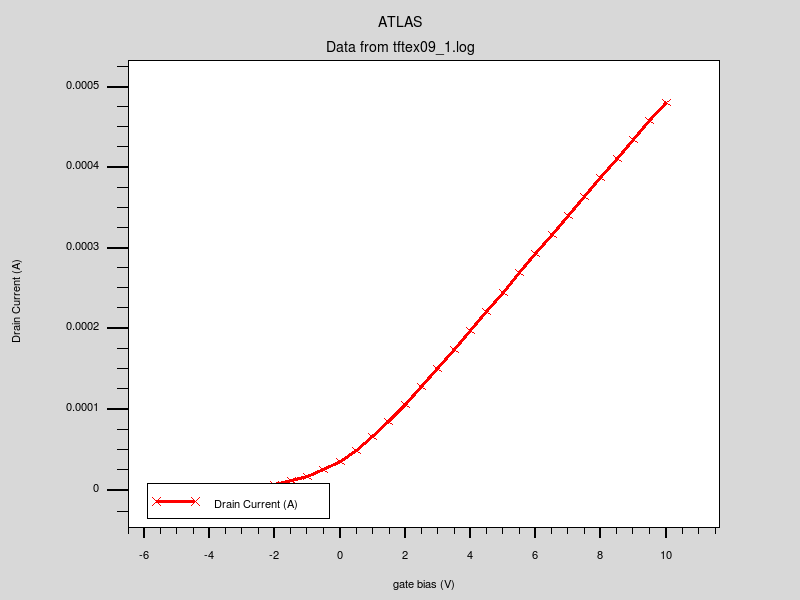 ATLAS
Data from tftex09_1.log
0.0005
0.0004
0.0003
0.0002
0.0001
0
Drain Current (A)
Drain Current (A)
-6 -4 -2 0 2 4 6 8 10
gate bias (V)